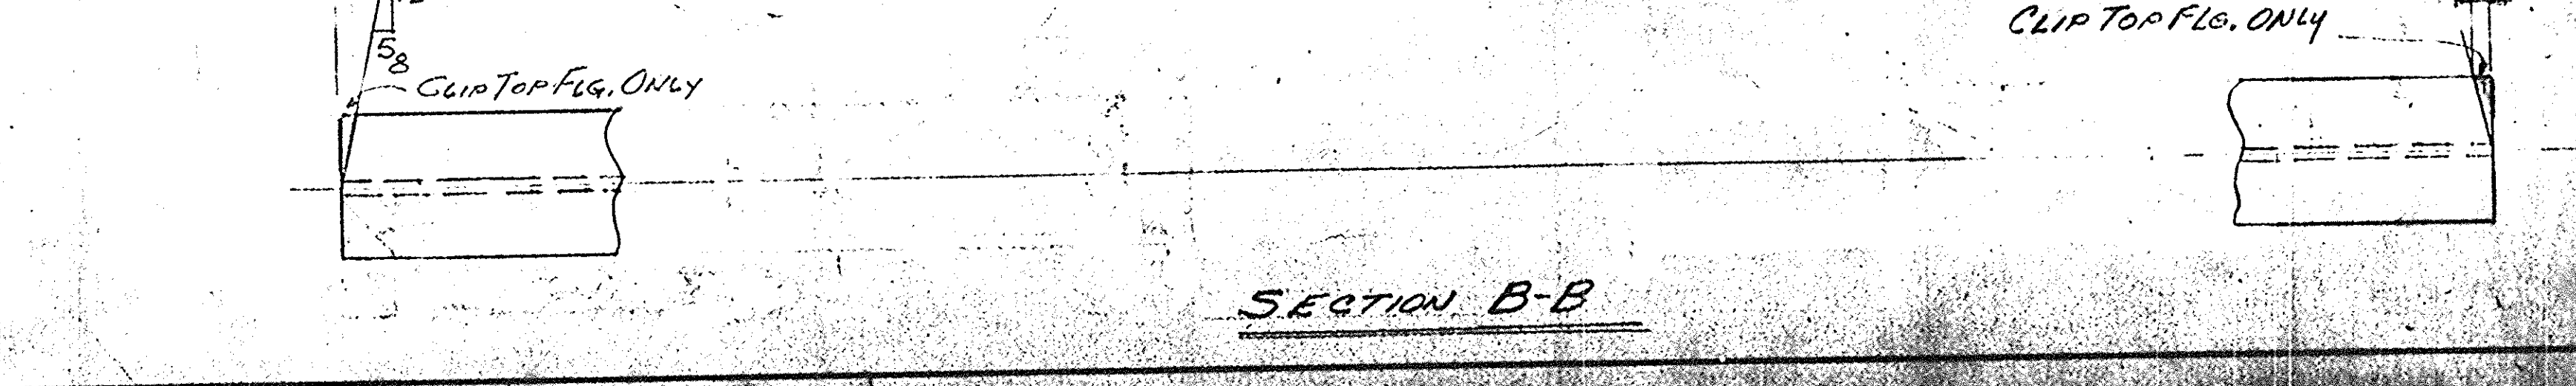 CLIP TOP FLG. ONLY
5
8
CLIP TOP FLG. ONLY
SECTION B-B